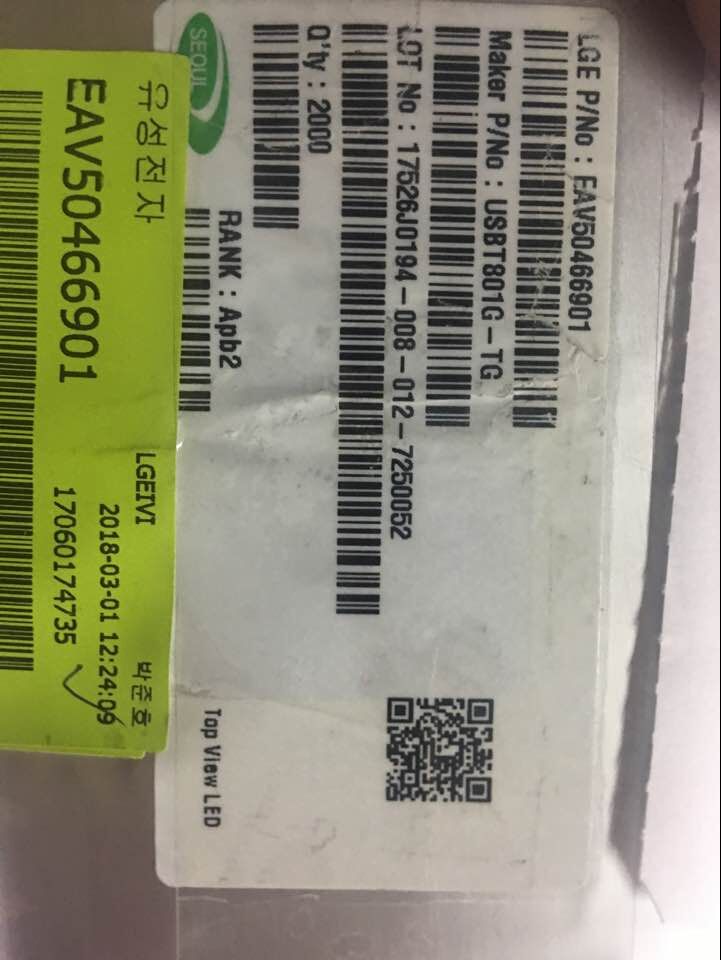 LGE P/No : EAV50466901
Maker P/No : USBT801G-TG
LOT No : 17526J0194-008-012-7250052
Q'ty : 2000
SEOUL
RANK : Apb2
Top View LED
유성전자
LGEIVI
박준호
2018-03-01 12:24:09
EAV50466901
17060174735